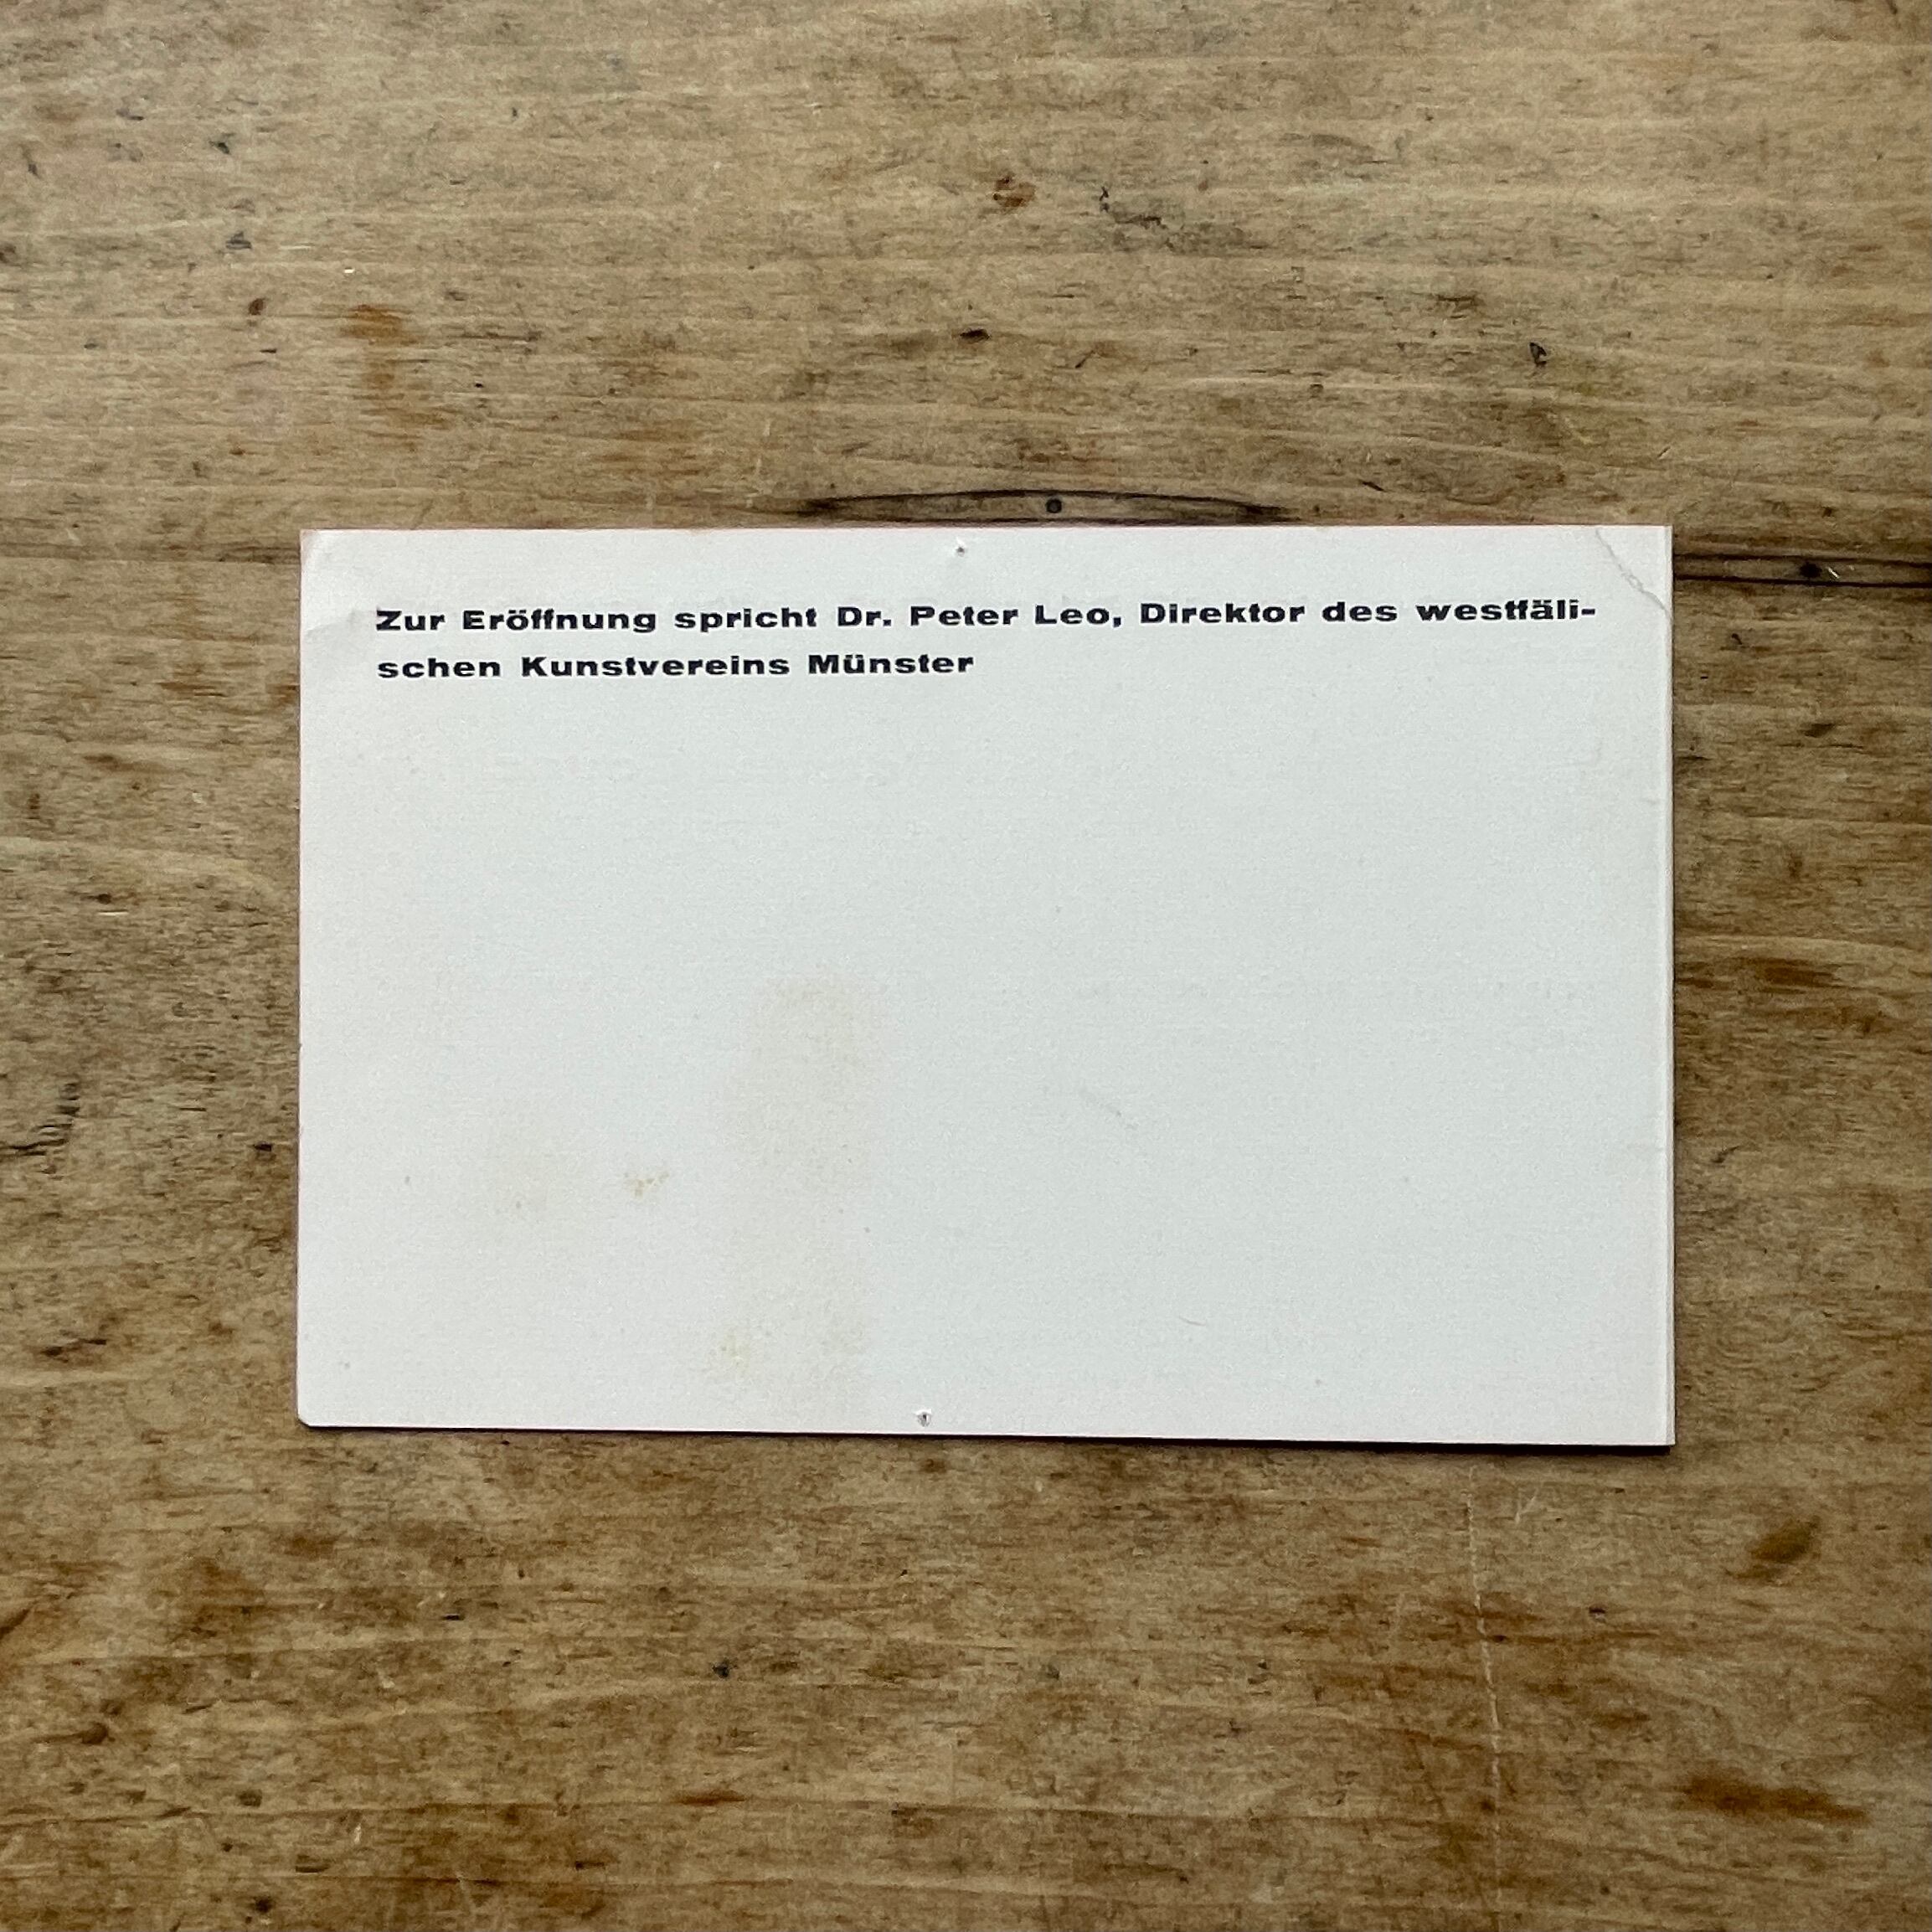 Zur Eröffnung spricht Dr. Peter Leo, Direktor des westfäli-
schen Kunstvereins Münster